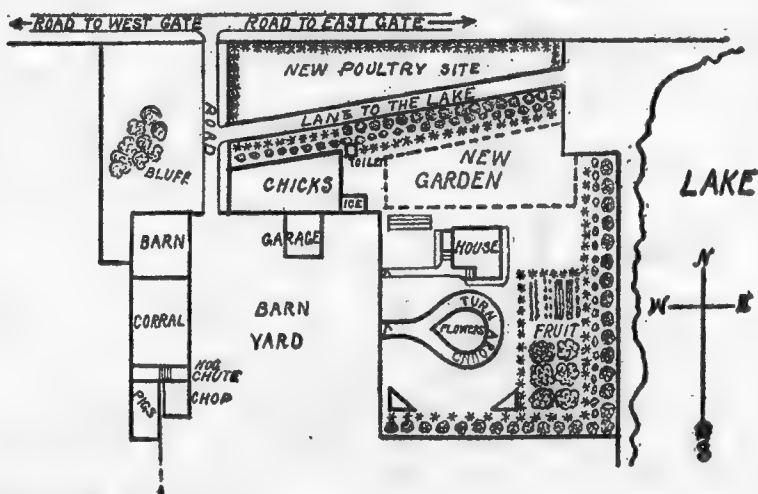 ROAD TO WEST GATE
ROAD TO EAST GATE
NEW POULTRY SITE
ROAD
LANE TO THE LAKE
BLUFF
TOILET
CHICKS
NEW
GARDEN
LAKE
ICE
BARN
GARAGE
HOUSE
N
W
E
CORRAL
BARN
YARD
TURN AROUND
FLOWERS
FRUIT
HOG
CHUTE
PIGS
CHOP